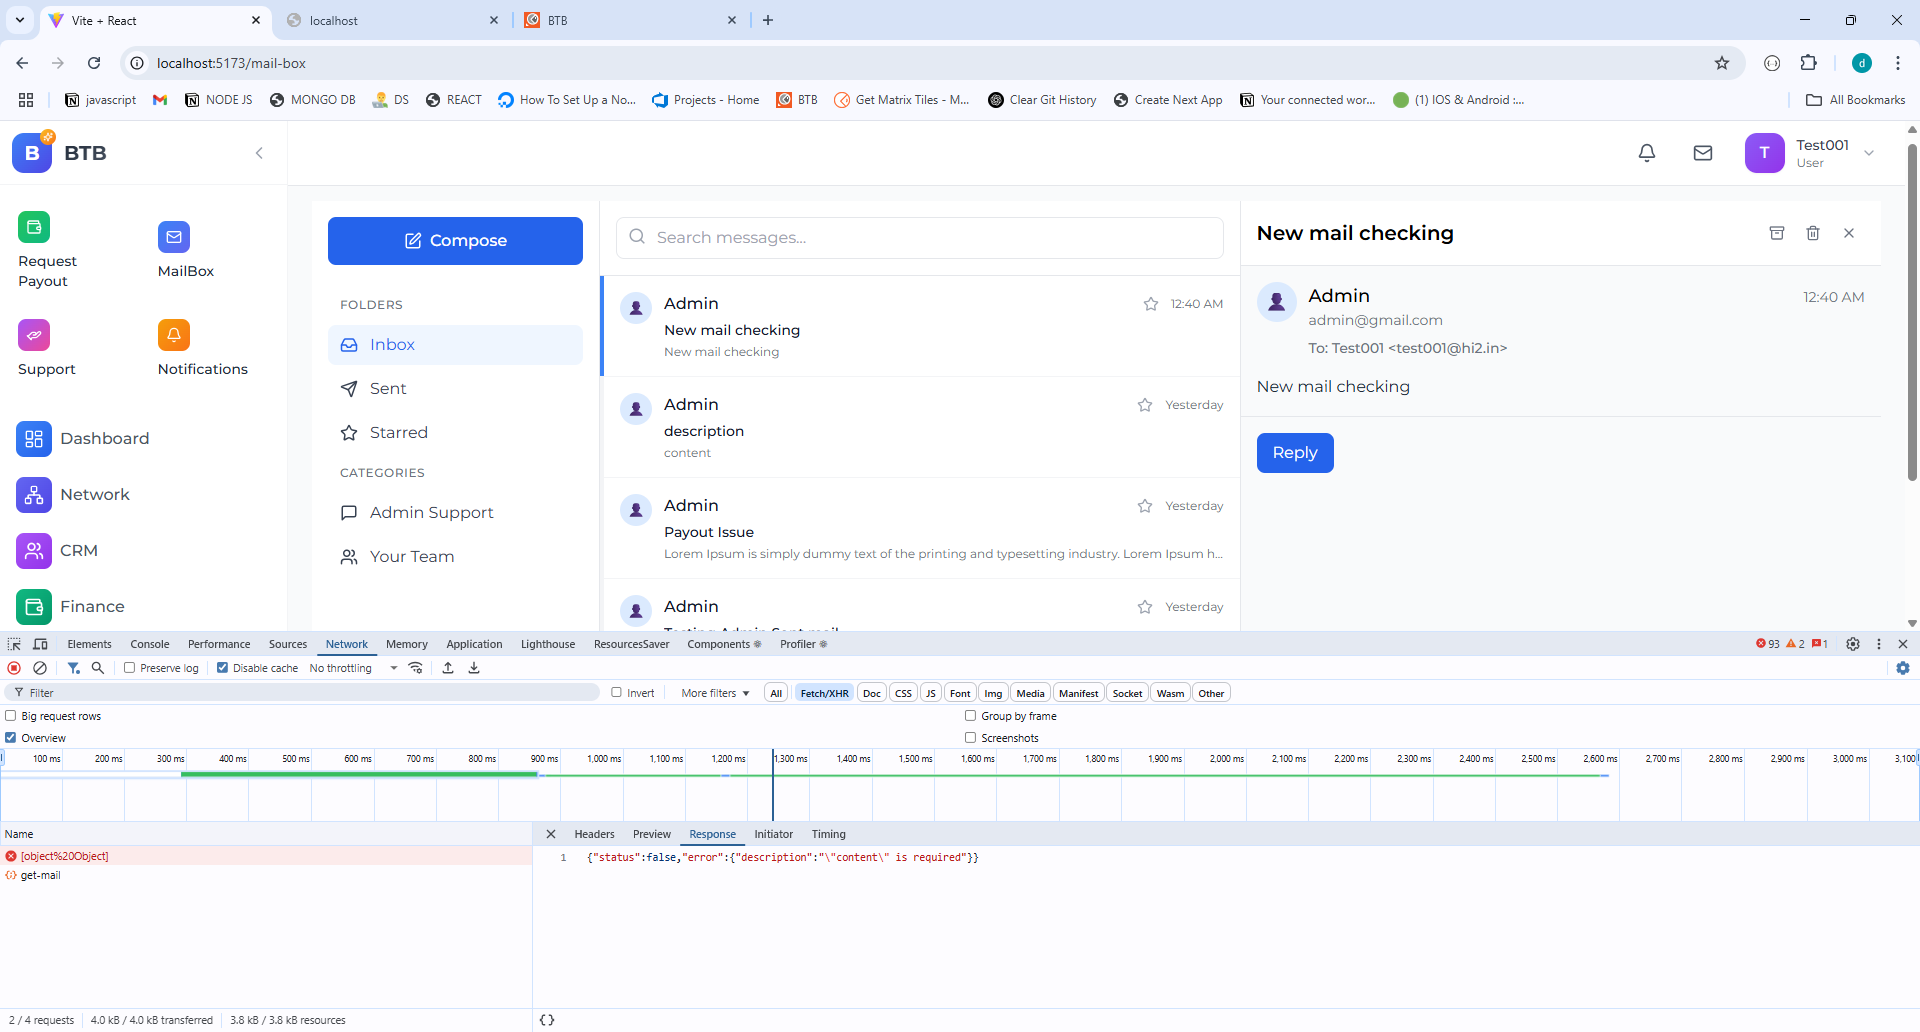 Vite + React
localhost
BTB
localhost:5173/mail-box
d
javascript
NODE JS
MONGO DB
DS
REACT
How To Set Up a No...
Projects - Home
BTB
Get Matrix Tiles - M...
Clear Git History
Create Next App
Your connected wor...
(1) IOS & Android :...
All Bookmarks
B
BTB
T
Test001
User
Request
Payout
MailBox
Support
Notifications
Dashboard
Network
CRM
Finance
Compose
FOLDERS
Inbox
Sent
Starred
CATEGORIES
Admin Support
Your Team
Search messages...
Admin
12:40 AM
New mail checking
New mail checking
Admin
Yesterday
description
content
Admin
Yesterday
Payout Issue
Lorem Ipsum is simply dummy text of the printing and typesetting industry. Lorem Ipsum h...
Admin
Yesterday
Testing Admin Sent mail
New mail checking
Admin
12:40 AM
admin@gmail.com
To: Test001 <test001@hi2.in>
New mail checking
Reply
Elements Console Performance Sources Network Memory Application Lighthouse ResourcesSaver Components Profiler 93 2 1
Preserve log Disable cache No throttling
Filter Invert More filters All Fetch/XHR Doc CSS JS Font Img Media Manifest Socket Wasm Other
Big request rows Group by frame
Overview Screenshots
100 ms 200 ms 300 ms 400 ms 500 ms 600 ms 700 ms 800 ms 900 ms 1,000 ms 1,100 ms 1,200 ms 1,300 ms 1,400 ms 1,500 ms 1,600 ms 1,700 ms 1,800 ms 1,900 ms 2,000 ms 2,100 ms 2,200 ms 2,300 ms 2,400 ms 2,500 ms 2,600 ms 2,700 ms 2,800 ms 2,900 ms 3,000 ms 3,100
Name
[object%20Object]
get-mail
Headers Preview Response Initiator Timing
1 {"status":false,"error":{"description":"\"content\" is required"}}
2 / 4 requests 4.0 kB / 4.0 kB transferred 3.8 kB / 3.8 kB resources
{}